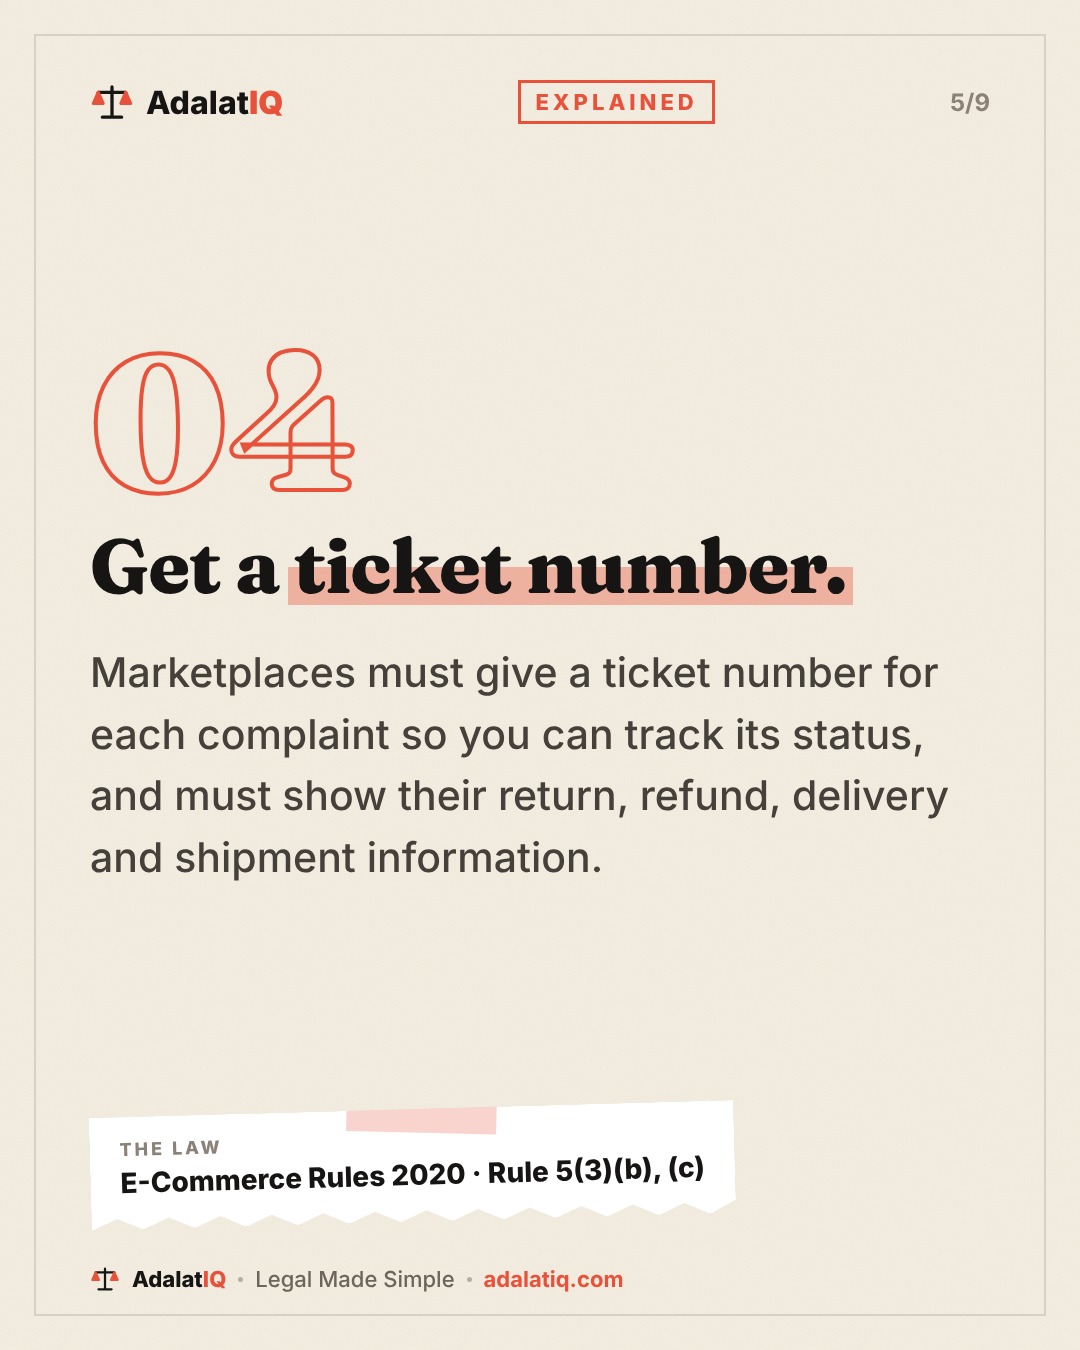 AdalatIQ
EXPLAINED
5/9
04
Get a ticket number.
Marketplaces must give a ticket number for
each complaint so you can track its status,
and must show their return, refund, delivery
and shipment information.
THE LAW
E-Commerce Rules 2020 · Rule 5(3)(b), (c)
AdalatIQ • Legal Made Simple • adalatiq.com